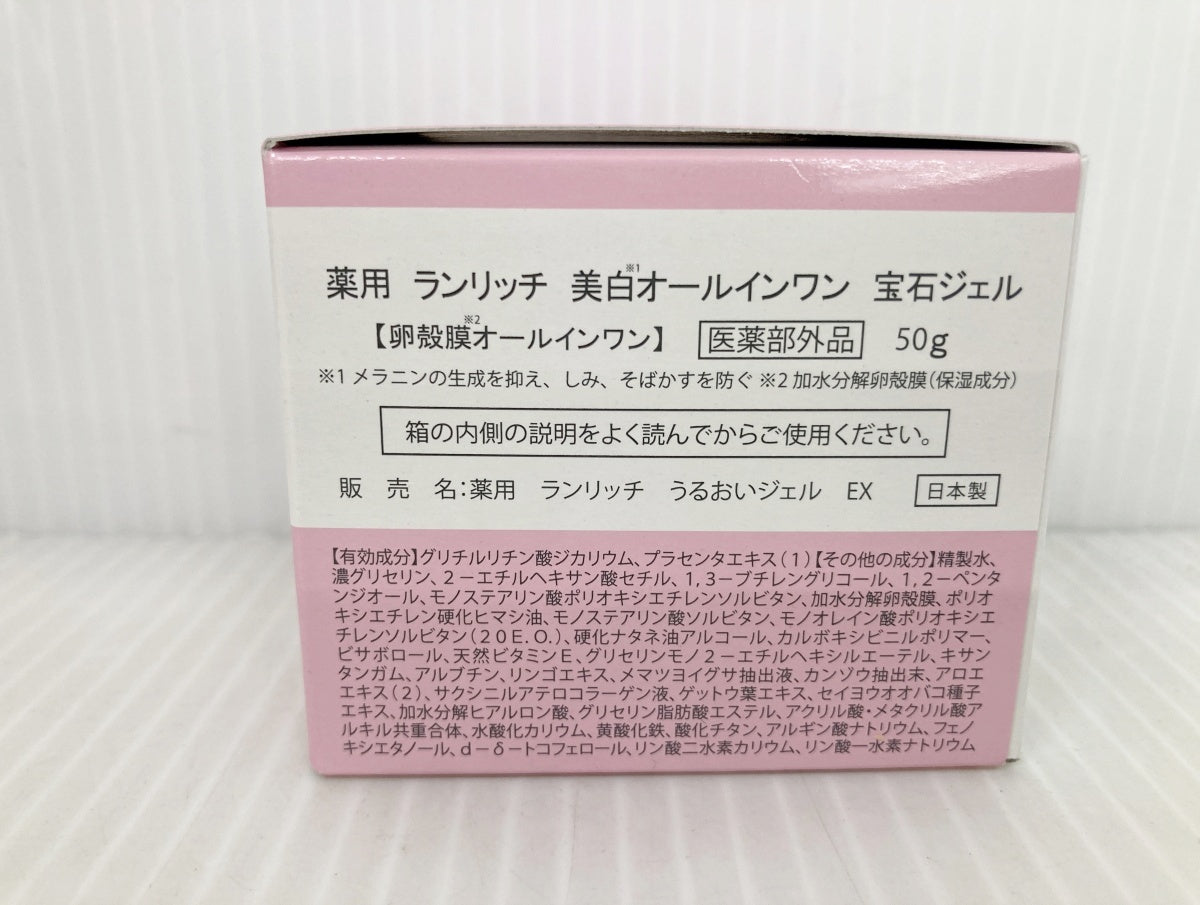 薬用 ランリッチ 美白※1オールインワン 宝石ジェル
【卵殻膜※2オールインワン】 医薬部外品 50g
※1 メラニンの生成を抑え、しみ、そばかすを防ぐ ※2 加水分解卵殻膜(保湿成分)
箱の内側の説明をよく読んでからご使用ください。
販 売 名:薬用 ランリッチ うるおいジェル EX 日本製
【有効成分】グリチルリチン酸ジカリウム、プラセンタエキス(1)【その他の成分】精製水、
濃グリセリン、2-エチルヘキサン酸セチル、1,3-ブチレングリコール、1,2-ペンタ
ンジオール、モノステアリン酸ポリオキシエチレンソルビタン、加水分解卵殻膜、ポリオ
キシエチレン硬化ヒマシ油、モノステアリン酸ソルビタン、モノオレイン酸ポリオキシエ
チレンソルビタン(20E.O.)、硬化ナタネ油アルコール、カルボキシビニルポリマー、
ビサボロール、天然ビタミンE、グリセリンモノ2-エチルヘキシルエーテル、キサン
タンガム、アルブチン、リンゴエキス、メマツヨイグサ抽出液、カンゾウ抽出末、アロエ
エキス(2)、サクシニルアテロコラーゲン液、ゲットウ葉エキス、セイヨウオオバコ種子
エキス、加水分解ヒアルロン酸、グリセリン脂肪酸エステル、アクリル酸・メタクリル酸ア
ルキル共重合体、水酸化カリウム、黄酸化鉄、酸化チタン、アルギン酸ナトリウム、フェノ
キシエタノール、d-δ-トコフェロール、リン酸二水素カリウム、リン酸一水素ナトリウム